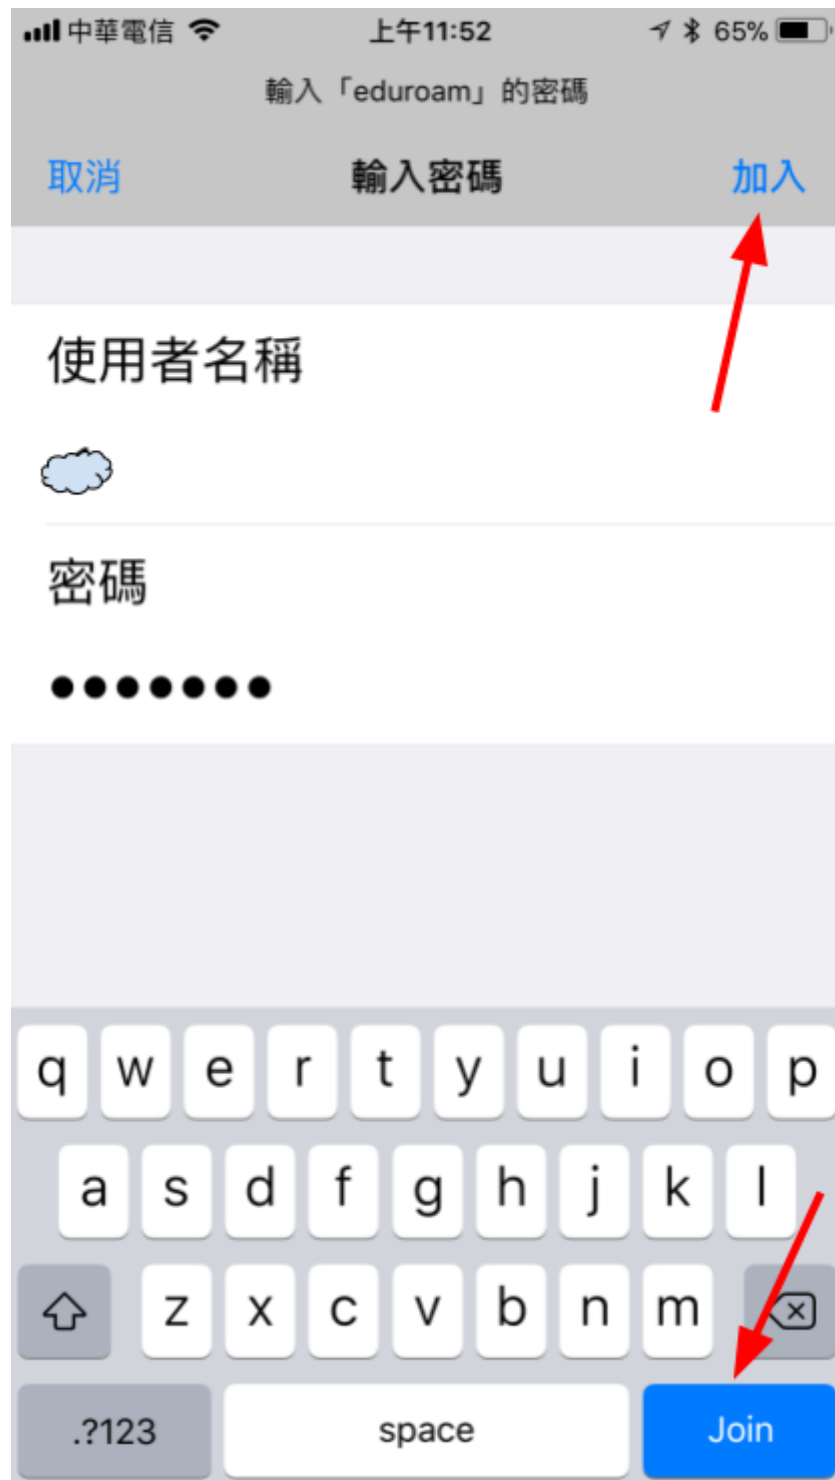 中華電信 上午11:52 65%
輸入「eduroam」的密碼
取消 輸入密碼 加入
使用者名稱
密碼
●●●●●●●
q w e r t y u i o p
a s d f g h j k l
z x c v b n m
.?123 space Join